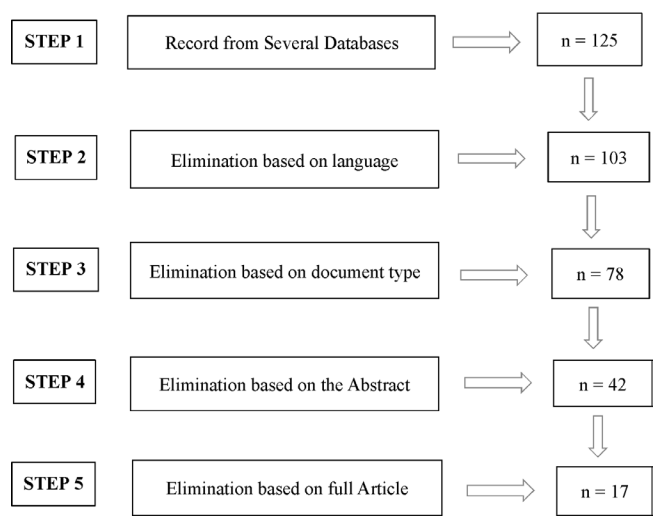 STEP 1
Record from Several Databases
n = 125
STEP 2
Elimination based on language
n = 103
STEP 3
Elimination based on document type
n = 78
STEP 4
Elimination based on the Abstract
n = 42
STEP 5
Elimination based on full Article
n = 17